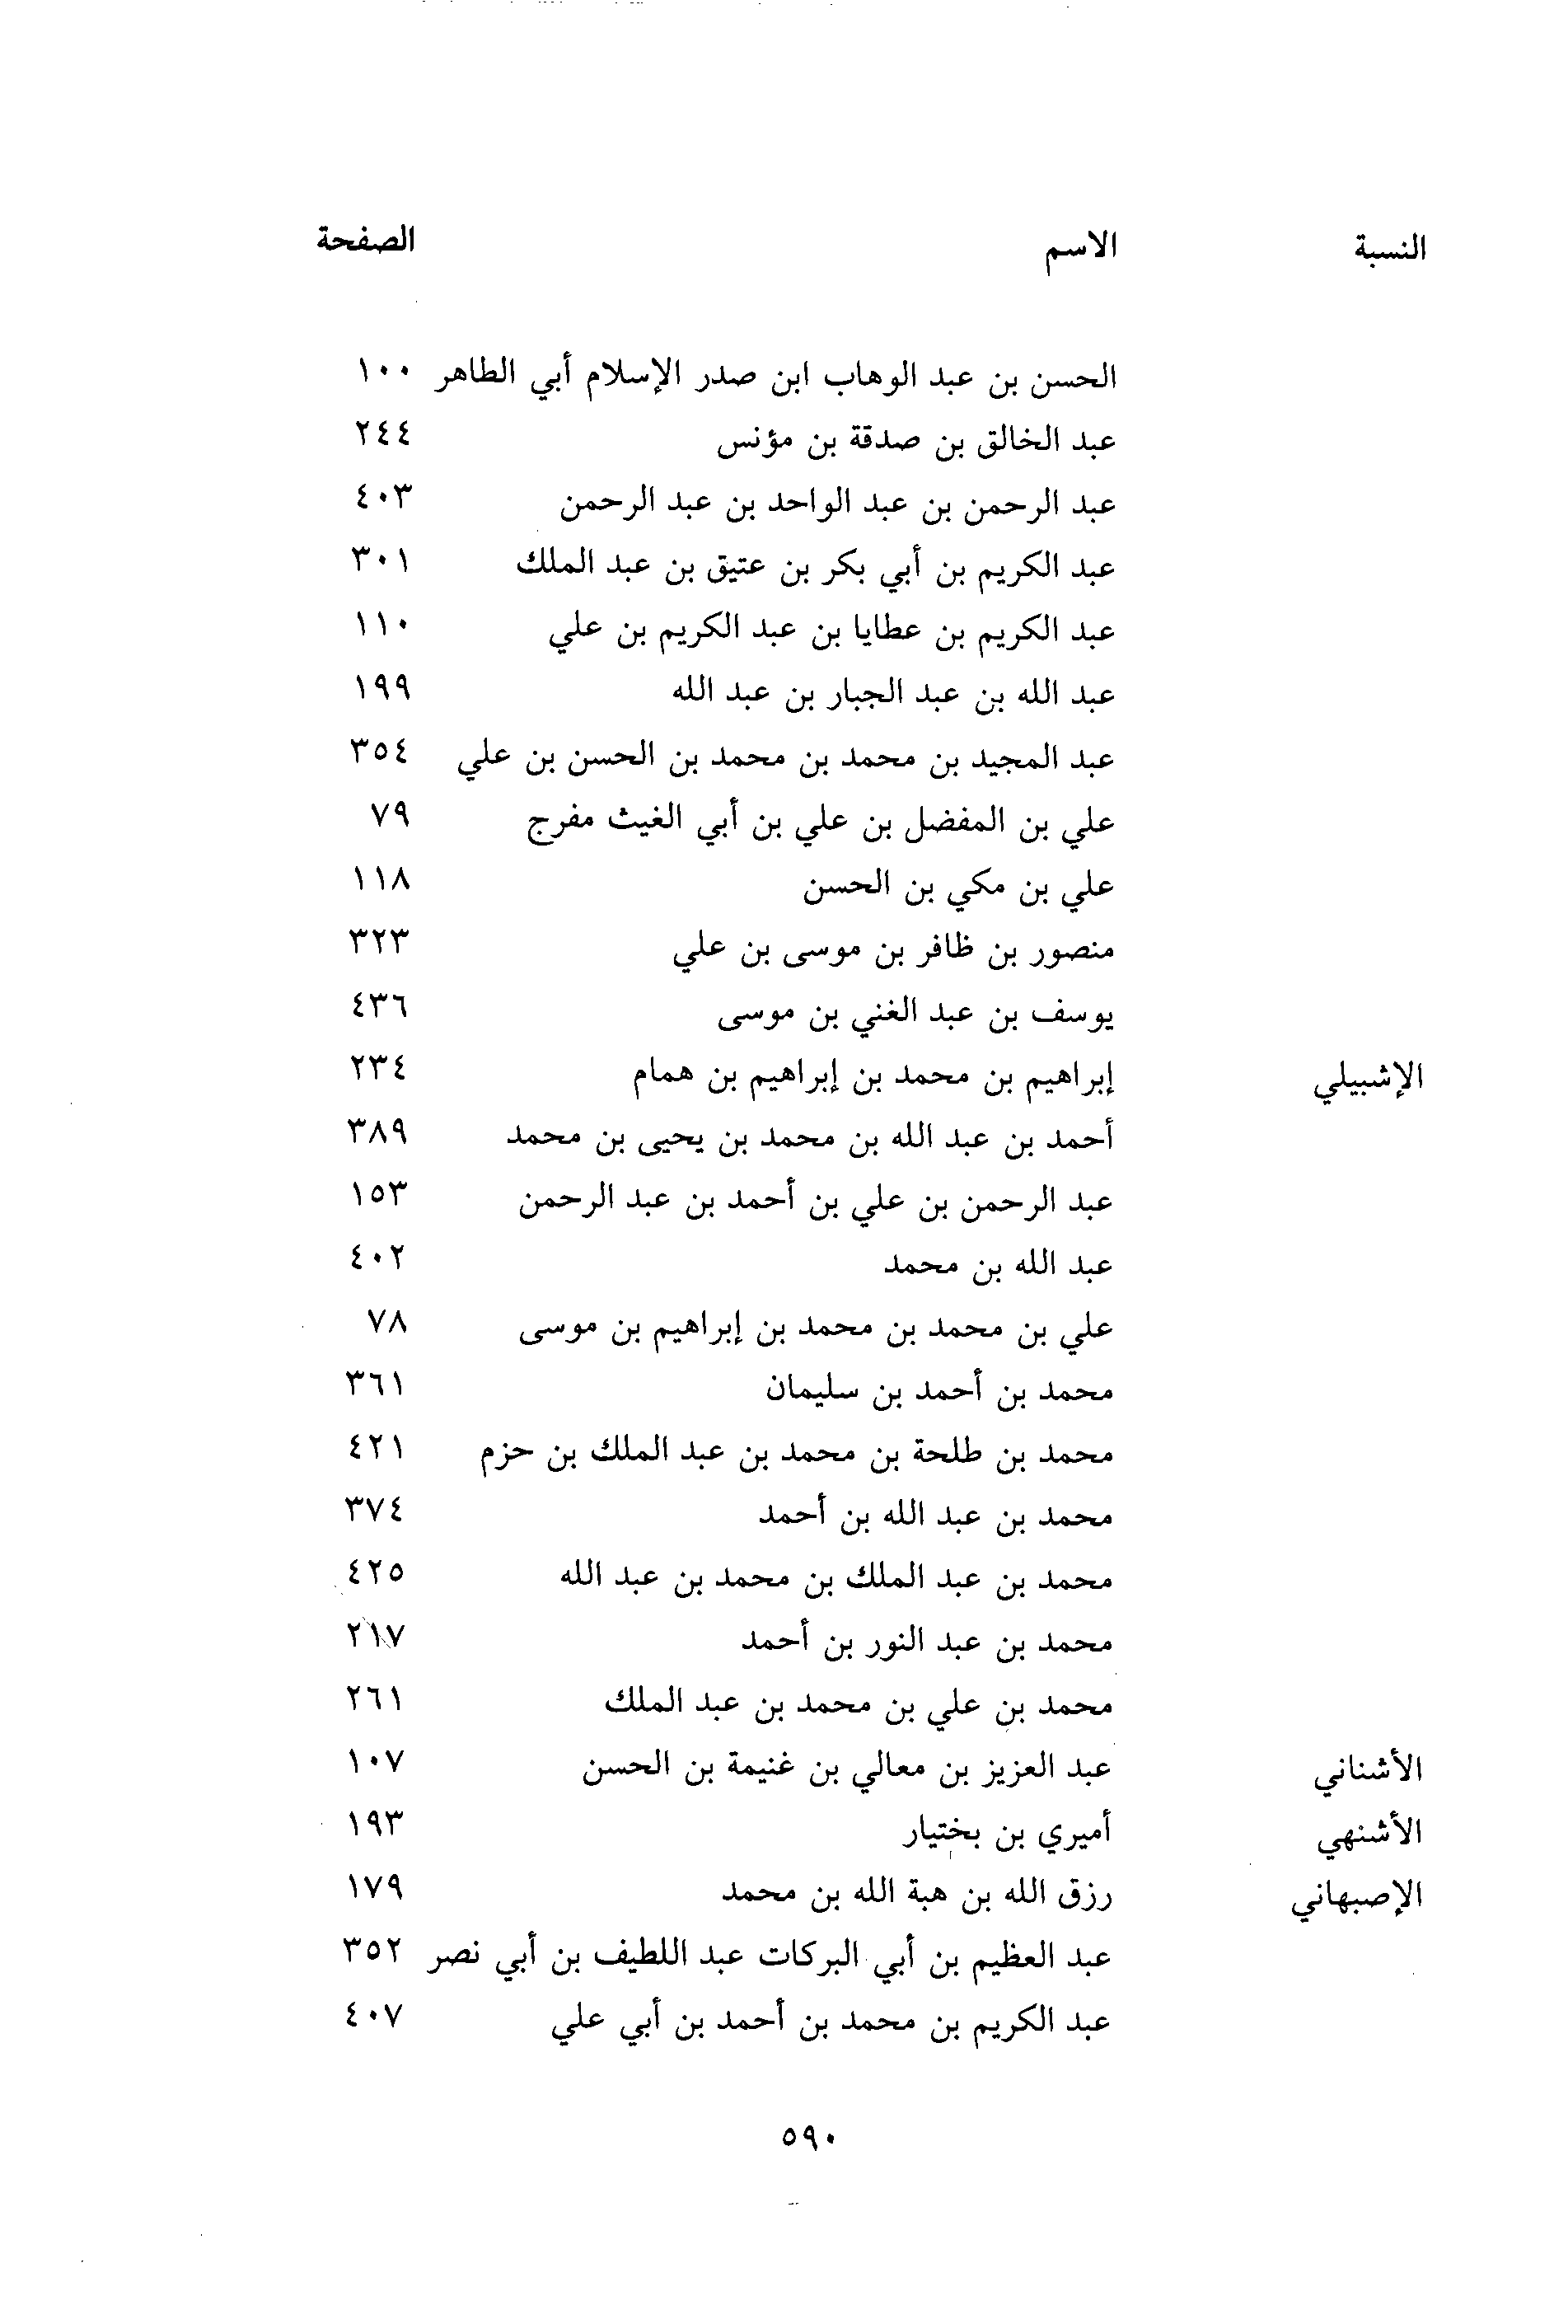 النسبة الاسم الصفحة
الحسن بن عبد الوهاب ابن صدر الإسلام أبي الطاهر ١٠٠
عبد الخالق بن صدقة بن مؤنس ٢٤٤
عبد الرحمن بن عبد الواحد بن عبد الرحمن ٤٠٣
عبد الكريم بن أبي بكر بن عتيق بن عبد الملك ٣٠١
عبد الكريم بن عطايا بن عبد الكريم بن علي ١١٠
عبد الله بن عبد الجبار بن عبد الله ١٩٩
عبد المجيد بن محمد بن محمد بن الحسن بن علي ٣٥٤
علي بن المفضل بن علي بن أبي الغيث مفرج ٧٩
علي بن مكي بن الحسن ١١٨
منصور بن ظافر بن موسى بن علي ٣٢٣
يوسف بن عبد الغني بن موسى ٤٣٦
الإشبيلي إبراهيم بن محمد بن إبراهيم بن همام ٢٣٤
أحمد بن عبد الله بن محمد بن يحيى بن محمد ٣٨٩
عبد الرحمن بن علي بن أحمد بن عبد الرحمن ١٥٣
عبد الله بن محمد ٤٠٢
علي بن محمد بن محمد بن إبراهيم بن موسى ٧٨
محمد بن أحمد بن سليمان ٣٦١
محمد بن طلحة بن محمد بن عبد الملك بن حزم ٤٢١
محمد بن عبد الله بن أحمد ٣٧٤
محمد بن عبد الملك بن محمد بن عبد الله ٤٢٥
محمد بن عبد النور بن أحمد ٢١٧
محمد بن علي بن محمد بن عبد الملك ٢٦١
الأشناني عبد العزيز بن معالي بن غنيمة بن الحسن ١٠٧
الأشنهي أميري بن بختيار ١٩٣
الإصبهاني رزق الله بن هبة الله بن محمد ١٧٩
عبد العظيم بن أبي البركات عبد اللطيف بن أبي نصر ٣٥٢
عبد الكريم بن محمد بن أحمد بن أبي علي ٤٠٧
٥٩٠